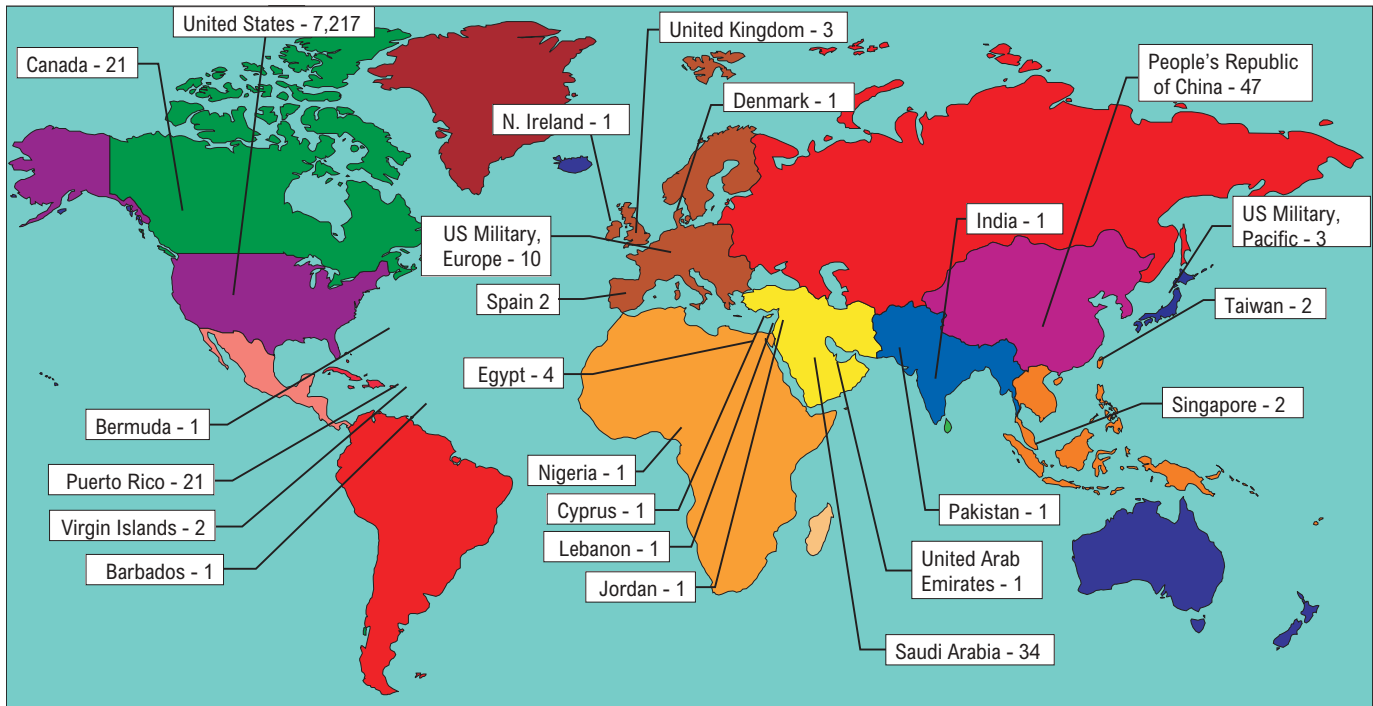 United States - 7,217
United Kingdom - 3
Canada - 21
People's Republic
of China - 47
Denmark - 1
N. Ireland - 1
India - 1
US Military,
Pacific - 3
US Military,
Europe - 10
Spain 2
Taiwan - 2
Egypt - 4
Singapore - 2
Bermuda - 1
Puerto Rico - 21
Nigeria - 1
Virgin Islands - 2
Cyprus - 1
Pakistan - 1
Lebanon - 1
Barbados - 1
United Arab
Emirates - 1
Jordan - 1
Saudi Arabia - 34